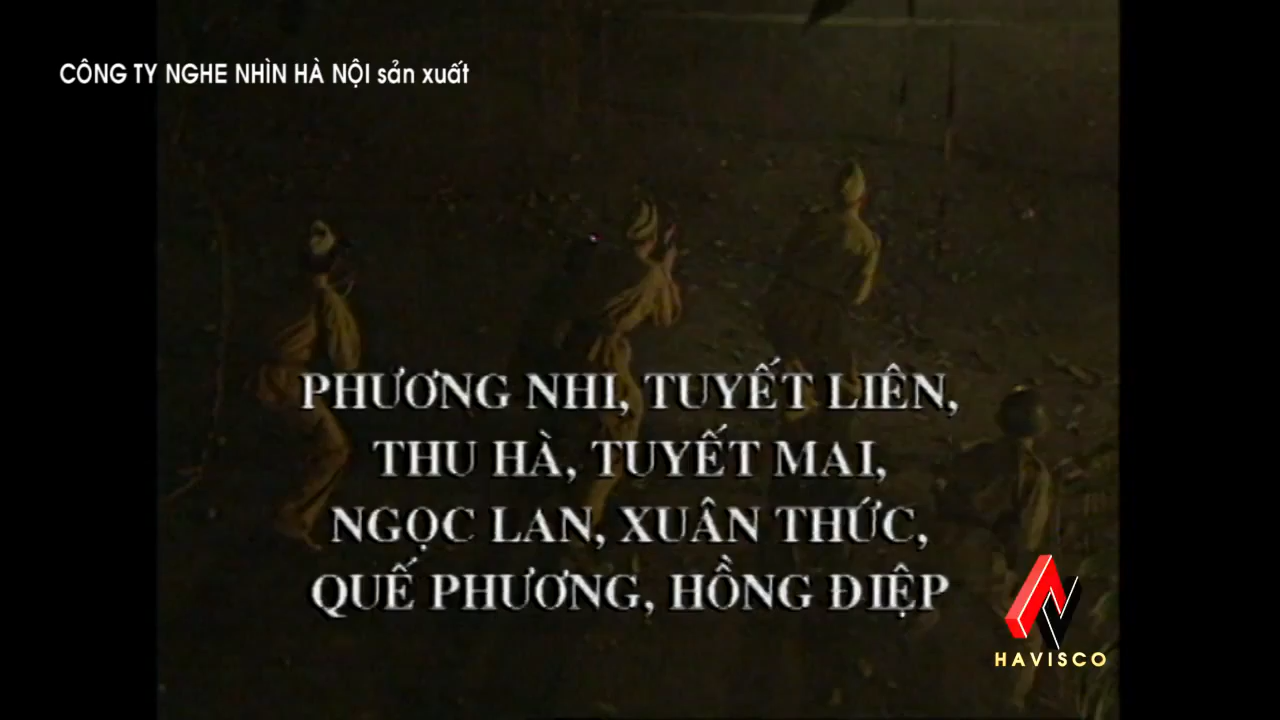 CÔNG TY NGHE NHÌN HÀ NỘI sản xuất
PHƯƠNG NHI, TUYẾT LIÊN,
THU HÀ, TUYẾT MAI,
NGỌC LAN, XUÂN THỨC,
QUẾ PHƯƠNG, HỒNG ĐIỆP
HAVISCO